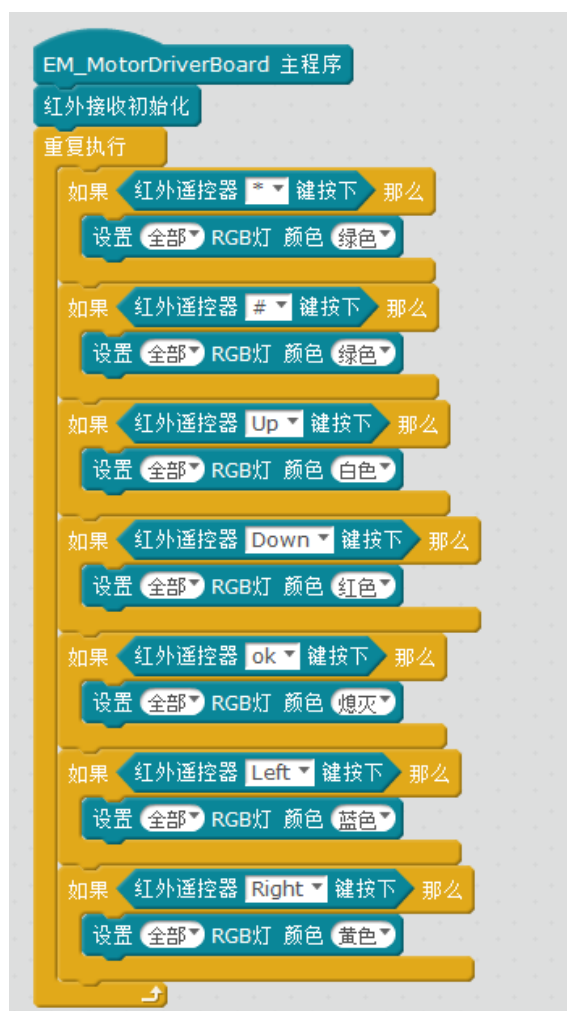 EM_MotorDriverBoard 主程序
红外接收初始化
重复执行
如果 红外遥控器 * 键按下 那么
设置 全部 RGB灯 颜色 绿色
如果 红外遥控器 # 键按下 那么
设置 全部 RGB灯 颜色 绿色
如果 红外遥控器 Up 键按下 那么
设置 全部 RGB灯 颜色 白色
如果 红外遥控器 Down 键按下 那么
设置 全部 RGB灯 颜色 红色
如果 红外遥控器 ok 键按下 那么
设置 全部 RGB灯 颜色 熄灭
如果 红外遥控器 Left 键按下 那么
设置 全部 RGB灯 颜色 蓝色
如果 红外遥控器 Right 键按下 那么
设置 全部 RGB灯 颜色 黄色